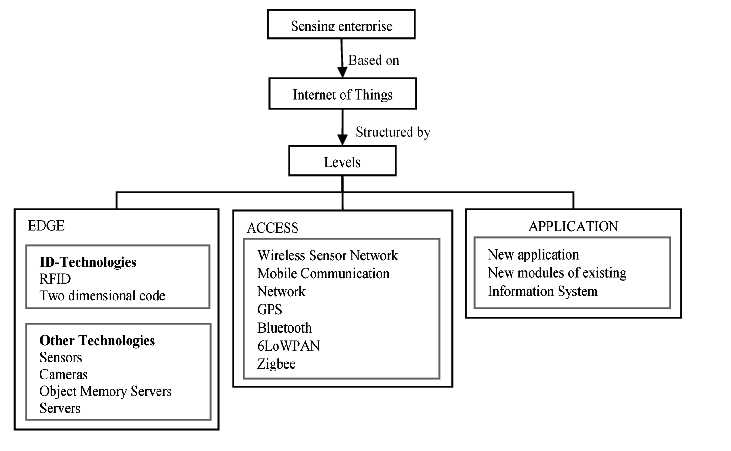 Sensing enterprise
Based on
Internet of Things
Structured by
Levels
EDGE
ID-Technologies
RFID
Two dimensional code
Other Technologies
Sensors
Cameras
Object Memory Servers
Servers
ACCESS
Wireless Sensor Network
Mobile Communication
Network
GPS
Bluetooth
6LoWPAN
Zigbee
APPLICATION
New application
New modules of existing
Information System